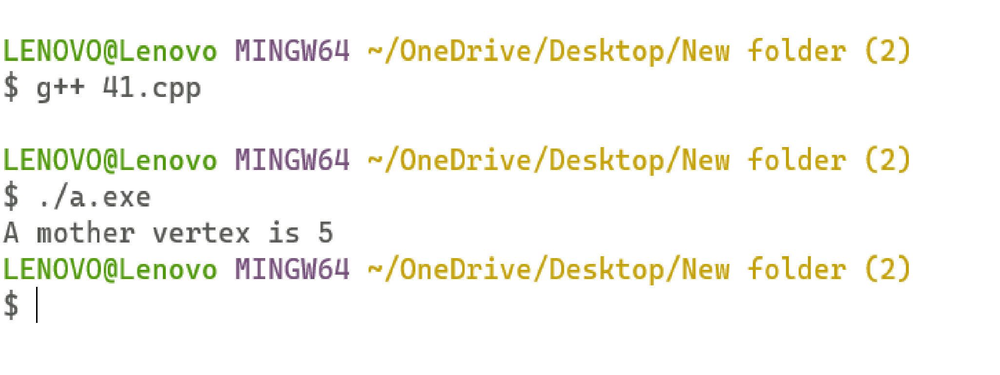 LENOVO@Lenovo MINGW64 ~/OneDrive/Desktop/New folder (2)
$ g++ 41.cpp
LENOVO@Lenovo MINGW64 ~/OneDrive/Desktop/New folder (2)
$ ./a.exe
A mother vertex is 5
LENOVO@Lenovo MINGW64 ~/OneDrive/Desktop/New folder (2)
$